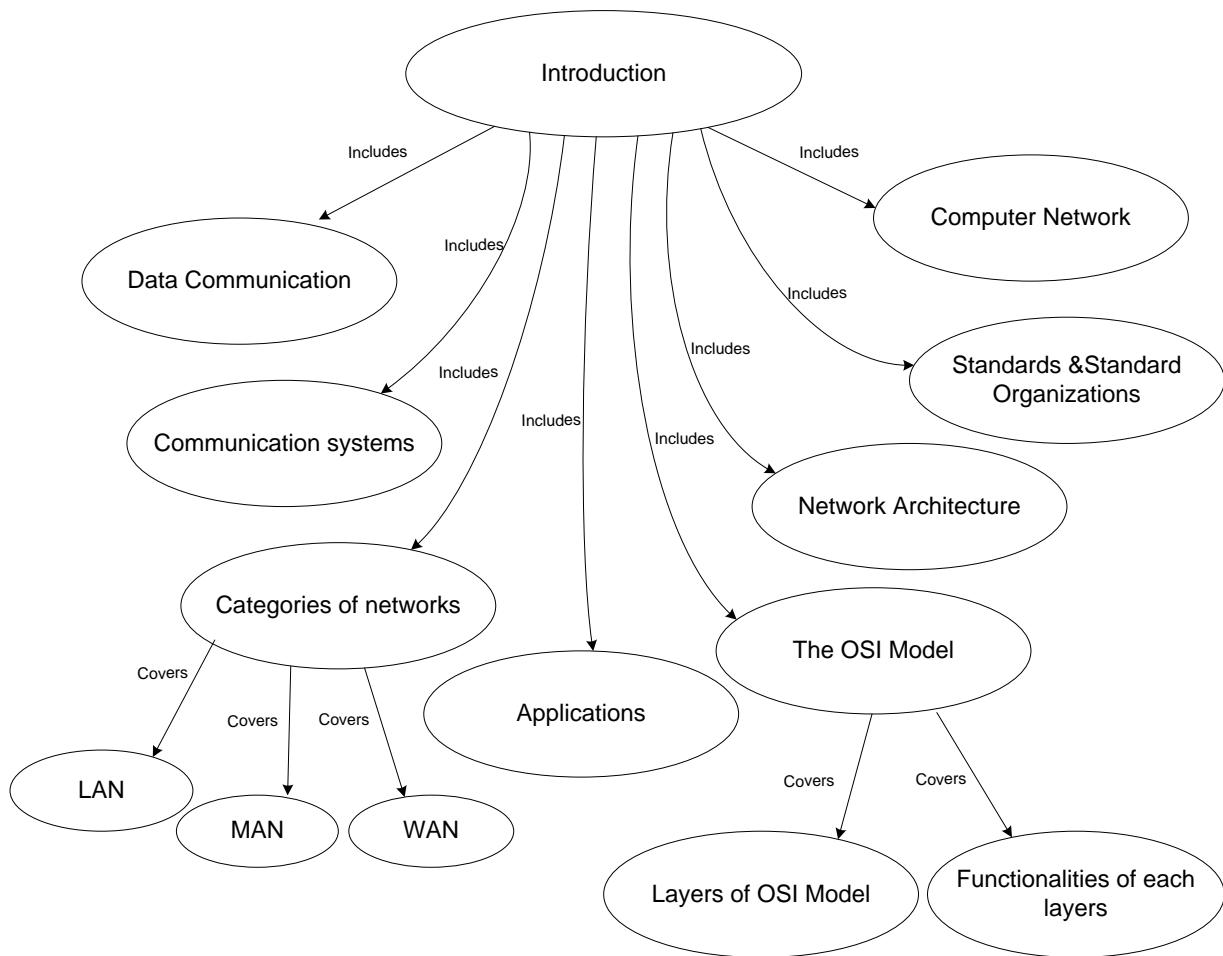 Introduction
Includes
Includes
Computer Network
Data Communication
Includes
Includes
Standards &Standard
Organizations
Includes
Includes
Includes
Includes
Communication systems
Network Architecture
Categories of networks
The OSI Model
Covers
Applications
Covers
Covers
Covers
Covers
LAN
MAN
WAN
Layers of OSI Model
Functionalities of each
layers